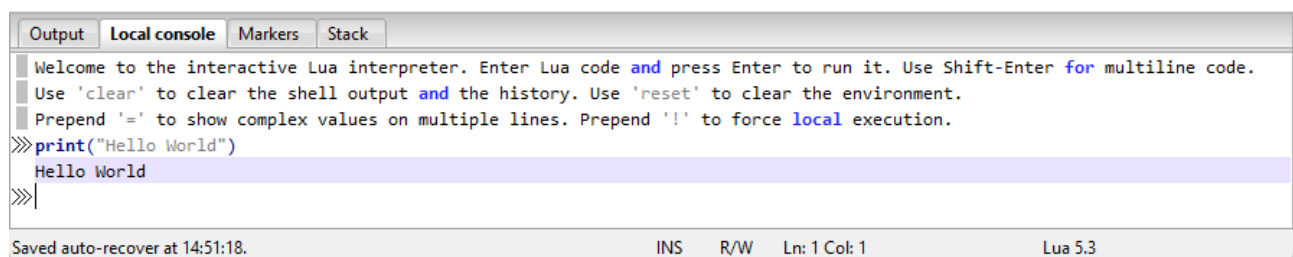 Output Local console Markers Stack
Welcome to the interactive Lua interpreter. Enter Lua code and press Enter to run it. Use Shift-Enter for multiline code.
Use 'clear' to clear the shell output and the history. Use 'reset' to clear the environment.
Prepend '=' to show complex values on multiple lines. Prepend '!' to force local execution.
>>>print("Hello World")
Hello World
>>>
Saved auto-recover at 14:51:18. INS R/W Ln: 1 Col: 1 Lua 5.3